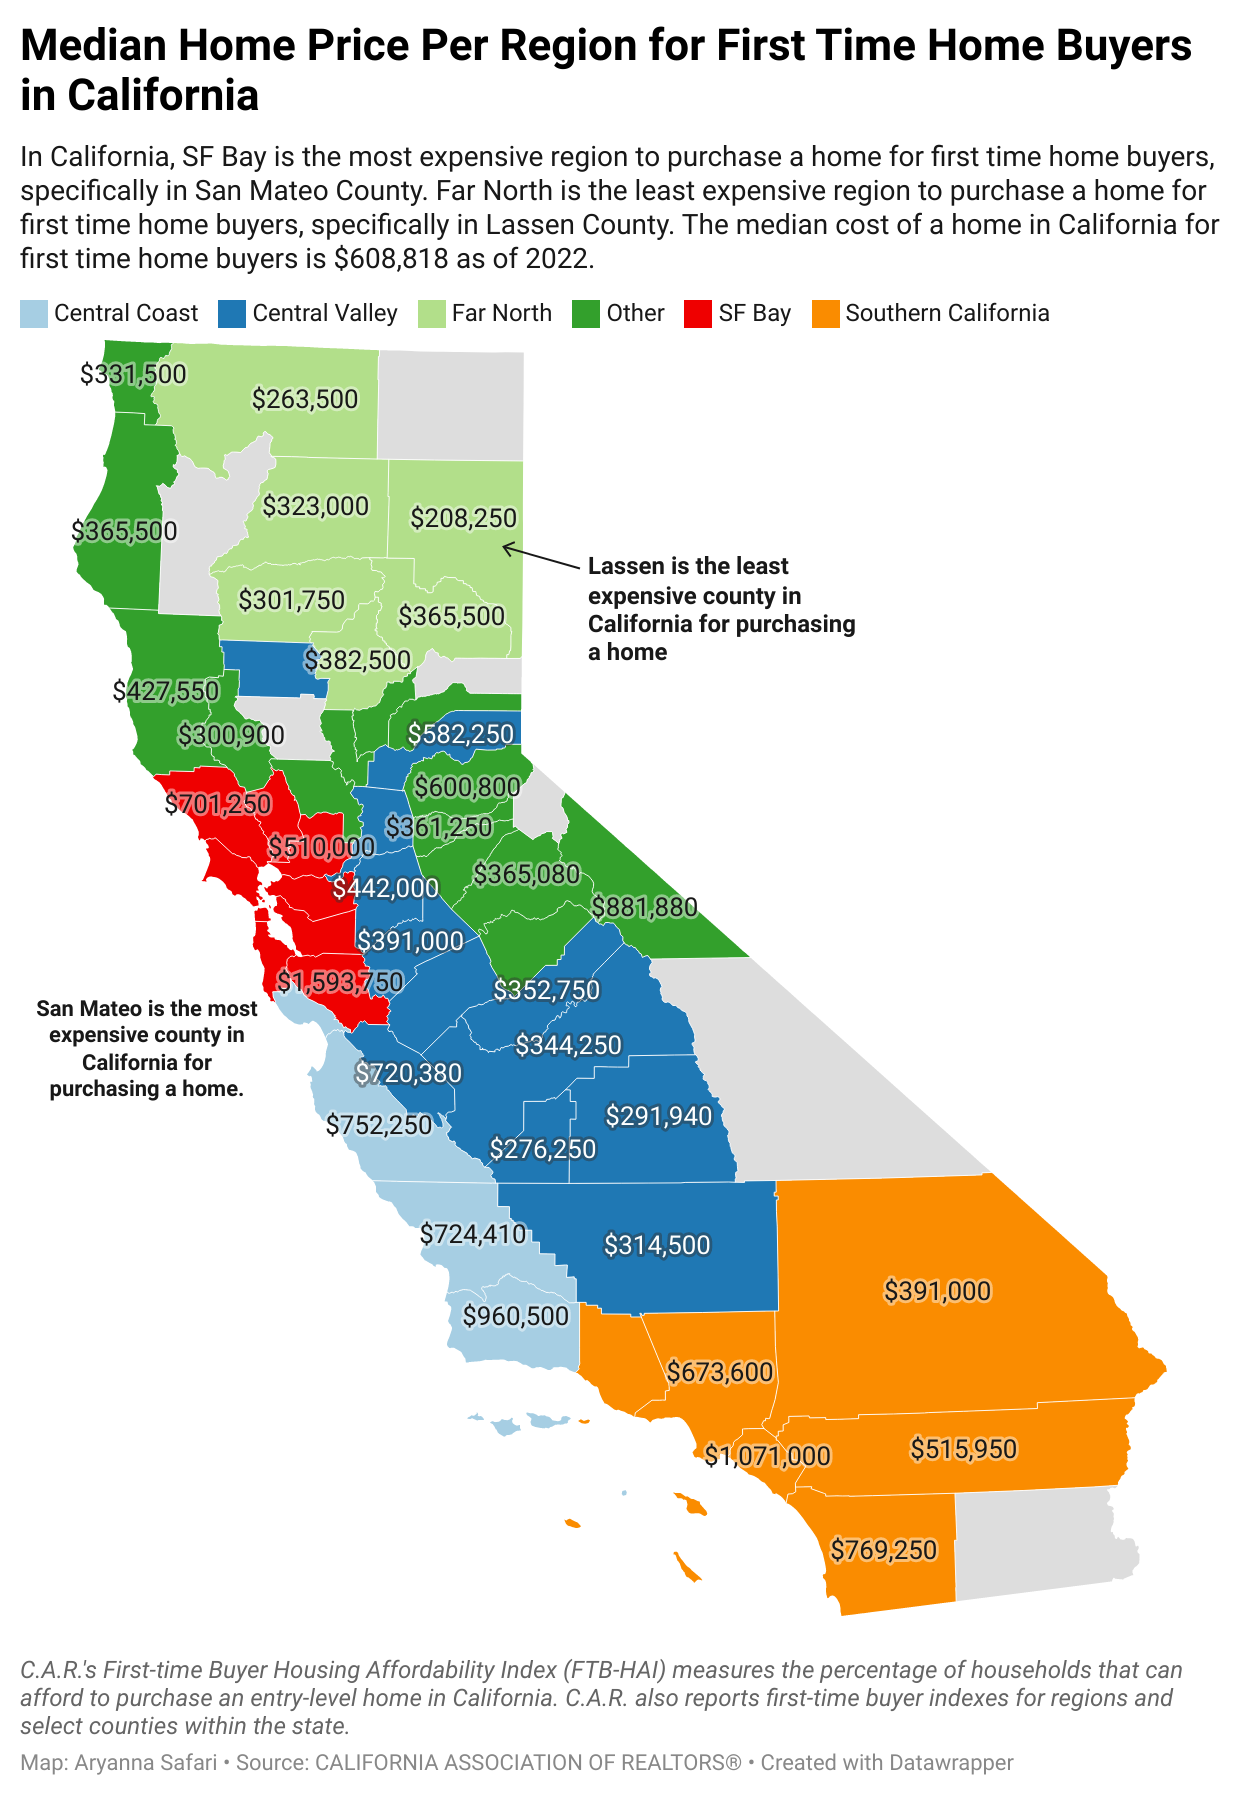 Median Home Price Per Region for First Time Home Buyers
in California
In California, SF Bay is the most expensive region to purchase a home for first time home buyers,
specifically in San Mateo County. Far North is the least expensive region to purchase a home for
first time home buyers, specifically in Lassen County. The median cost of a home in California for
first time home buyers is $608,818 as of 2022.
Central Coast Central Valley Far North Other SF Bay Southern California
$331,500
$263,500
$323,000
$208,250
$365,500
Lassen is the least
expensive county in
California for purchasing
a home
$301,750
$365,500
$382,500
$427,550
$300,900
$582,250
$600,800
$701,250
$361,250
$510,000
$365,080
$442,000
$881,880
$391,000
$1,593,750
$352,750
San Mateo is the most
expensive county in
California for
purchasing a home.
$344,250
$720,380
$291,940
$752,250
$276,250
$724,410
$314,500
$391,000
$960,500
$673,600
$1,071,000
$515,950
$769,250
C.A.R.'s First-time Buyer Housing Affordability Index (FTB-HAI) measures the percentage of households that can
afford to purchase an entry-level home in California. C.A.R. also reports first-time buyer indexes for regions and
select counties within the state.
Map: Aryanna Safari • Source: CALIFORNIA ASSOCIATION OF REALTORS® • Created with Datawrapper